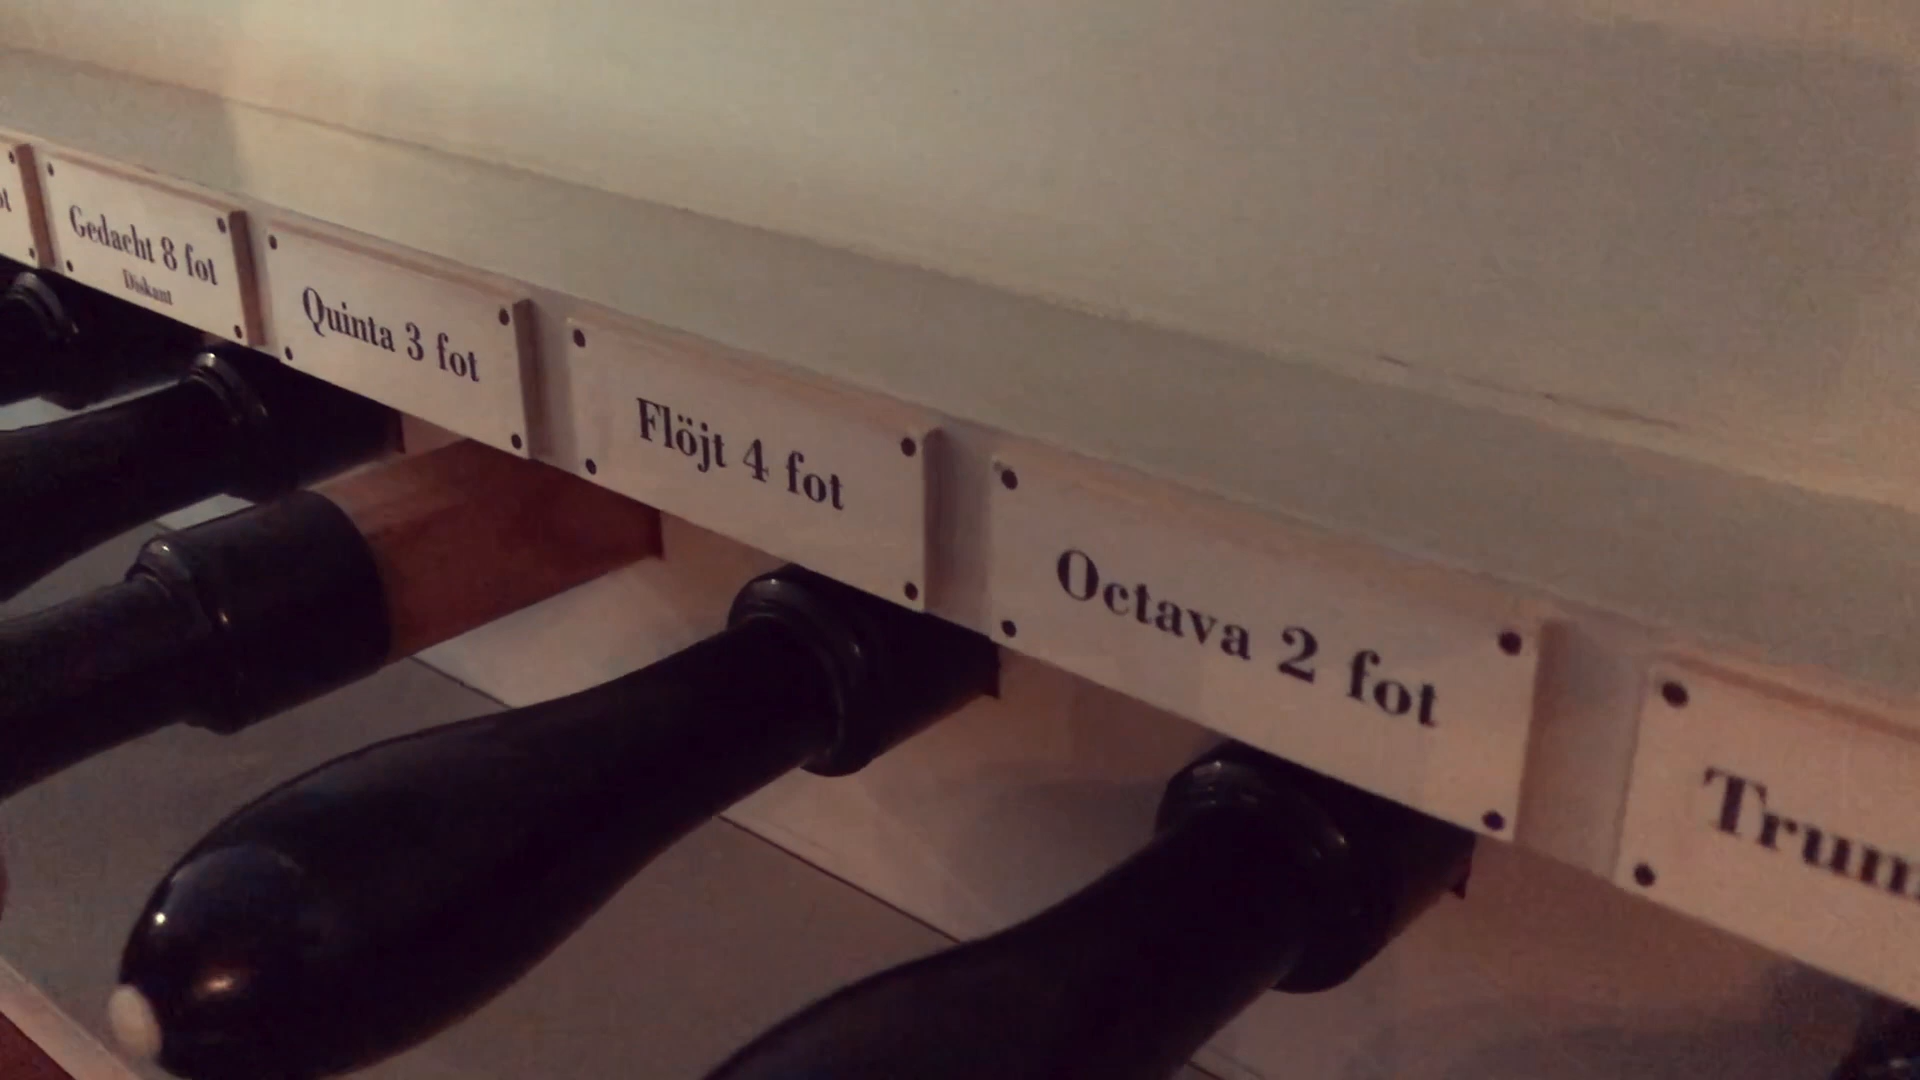 Gedacht 8 fot
Diskant
Quinta 3 fot
Flöjt 4 fot
Octava 2 fot